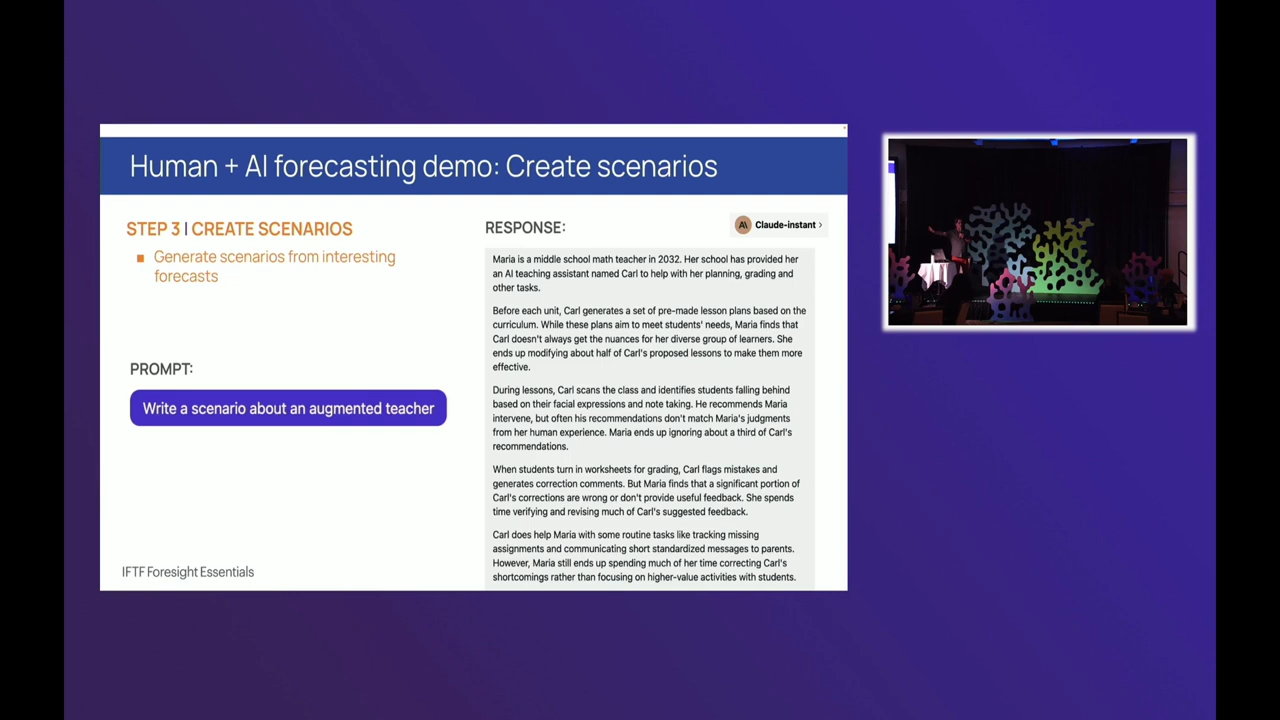 Human + AI forecasting demo: Create scenarios
STEP 3 | CREATE SCENARIOS
■ Generate scenarios from interesting
forecasts
PROMPT:
Write a scenario about an augmented teacher
IFTF Foresight Essentials
RESPONSE:
Claude-instant ›
Maria is a middle school math teacher in 2032. Her school has provided her
an AI teaching assistant named Carl to help with her planning, grading and
other tasks.
Before each unit, Carl generates a set of pre-made lesson plans based on the
curriculum. While these plans aim to meet students' needs, Maria finds that
Carl doesn't always get the nuances for her diverse group of learners. She
ends up modifying about half of Carl's proposed lessons to make them more
effective.
During lessons, Carl scans the class and identifies students falling behind
based on their facial expressions and note taking. He recommends Maria
intervene, but often his recommendations don't match Maria's judgments
from her human experience. Maria ends up ignoring about a third of Carl's
recommendations.
When students turn in worksheets for grading, Carl flags mistakes and
generates correction comments. But Maria finds that a significant portion of
Carl's corrections are wrong or don't provide useful feedback. She spends
time verifying and revising much of Carl's suggested feedback.
Carl does help Maria with some routine tasks like tracking missing
assignments and communicating short standardized messages to parents.
However, Maria still ends up spending much of her time correcting Carl's
shortcomings rather than focusing on higher-value activities with students.